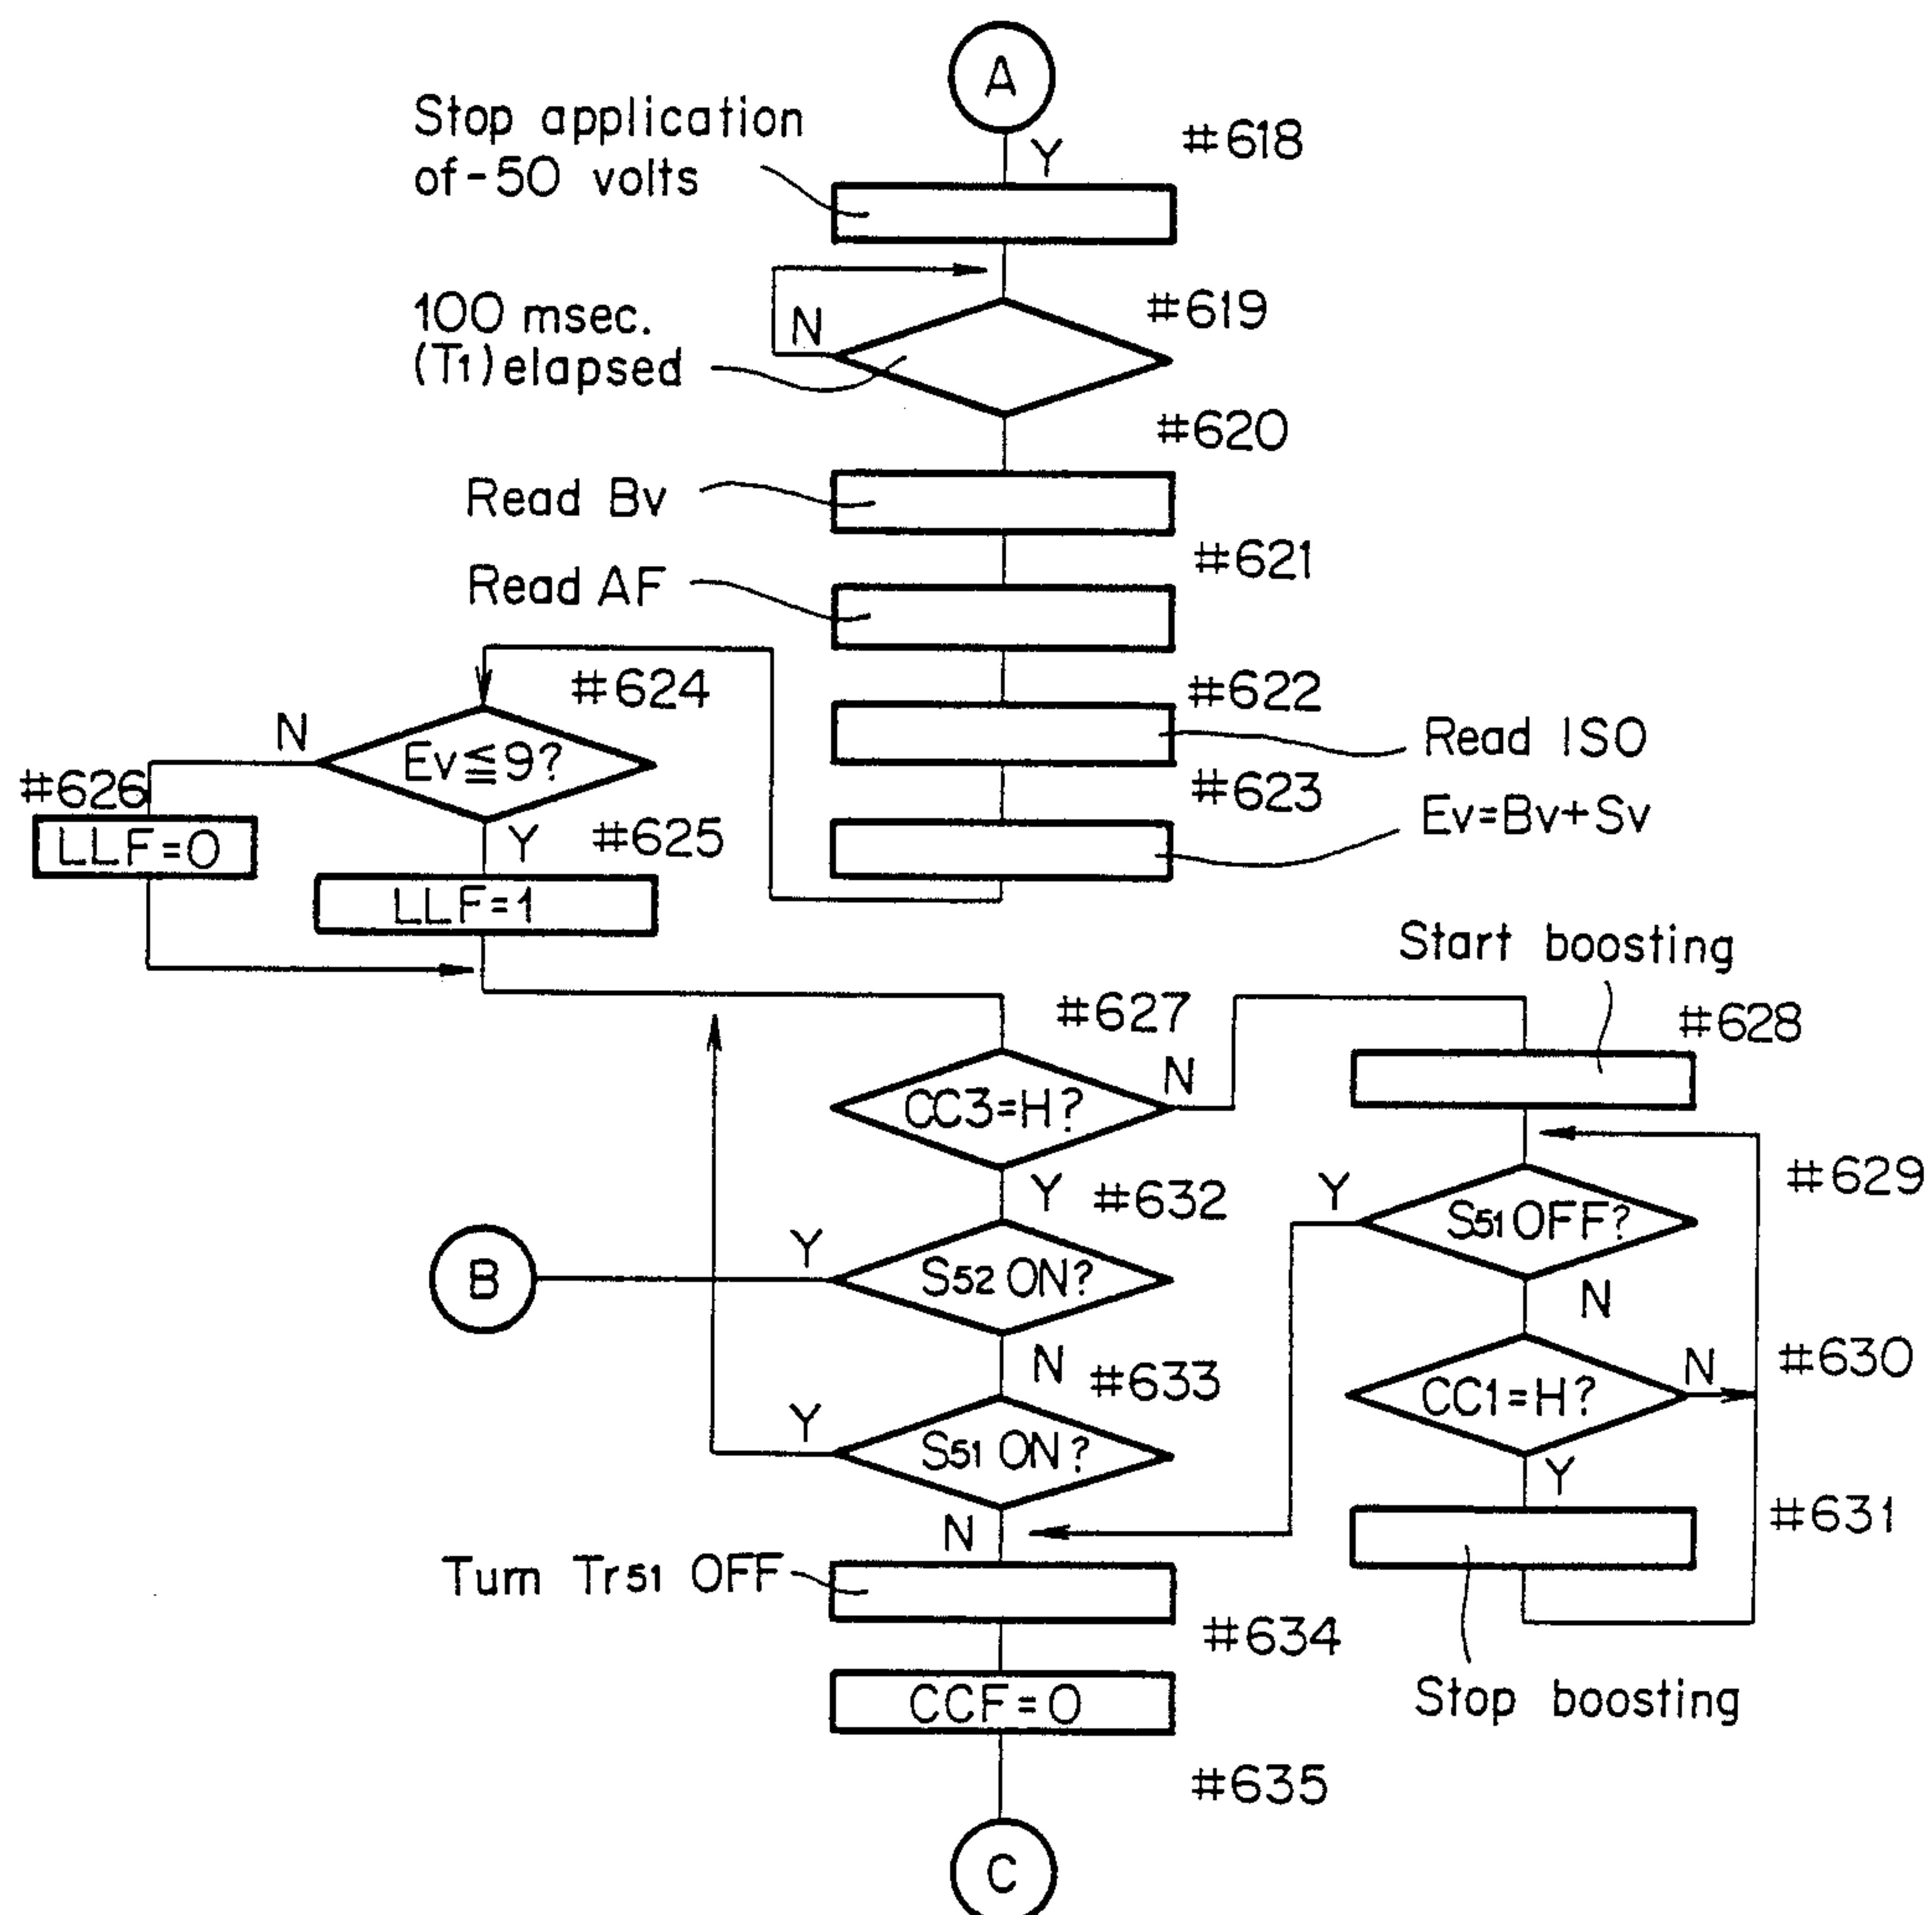 A
Stop application
of-50 volts
Y
#618
100 msec.
(T1) elapsed
N
#619
#620
Read Bv
#621
Read AF
#622
Read ISO
#623
Ev=Bv+Sv
#624
N
Ev≦9?
#626
LLF=0
Y
#625
LLF=1
Start boosting
#627
#628
CC3=H?
N
Y
#632
#629
Y
S51 OFF?
N
B
Y
S52 ON?
N
#633
#630
CC1=H?
N
Y
Y
S51 ON?
N
#631
Turn Tr51 OFF
#634
Stop boosting
CCF=0
#635
C